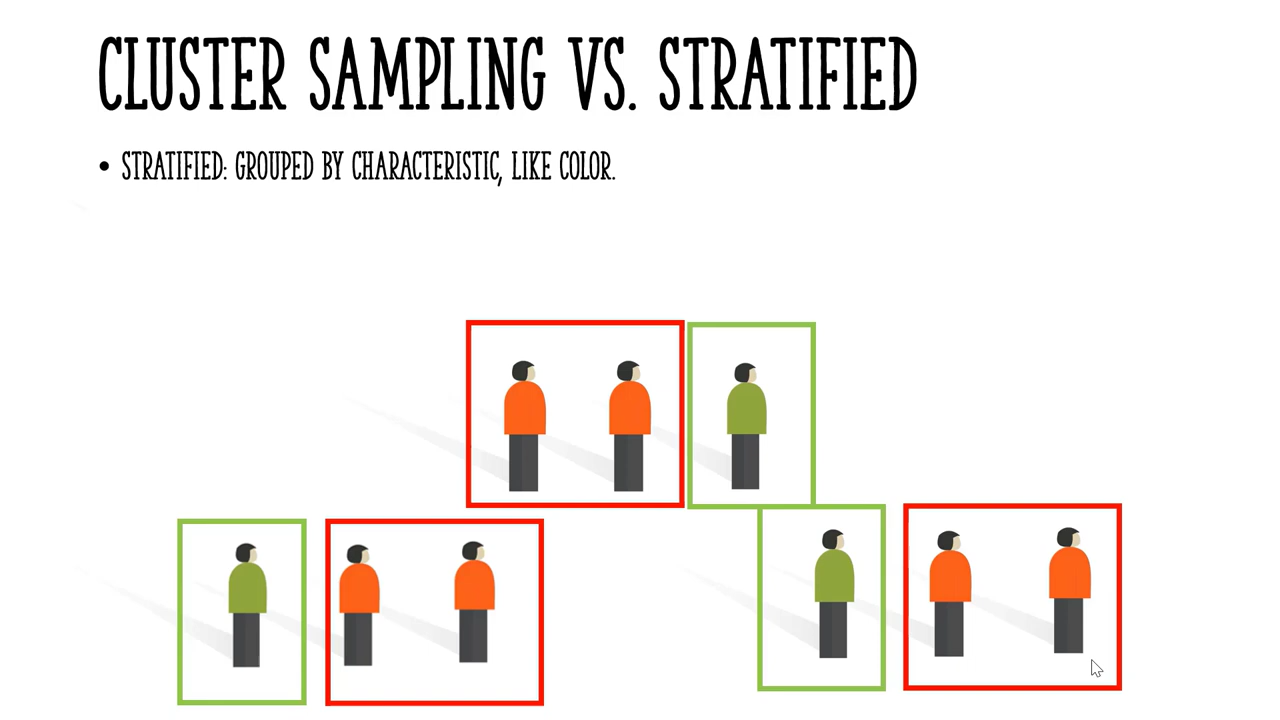 CLUSTER SAMPLING VS. STRATIFIED
• STRATIFIED: GROUPED BY CHARACTERISTIC, LIKE COLOR.